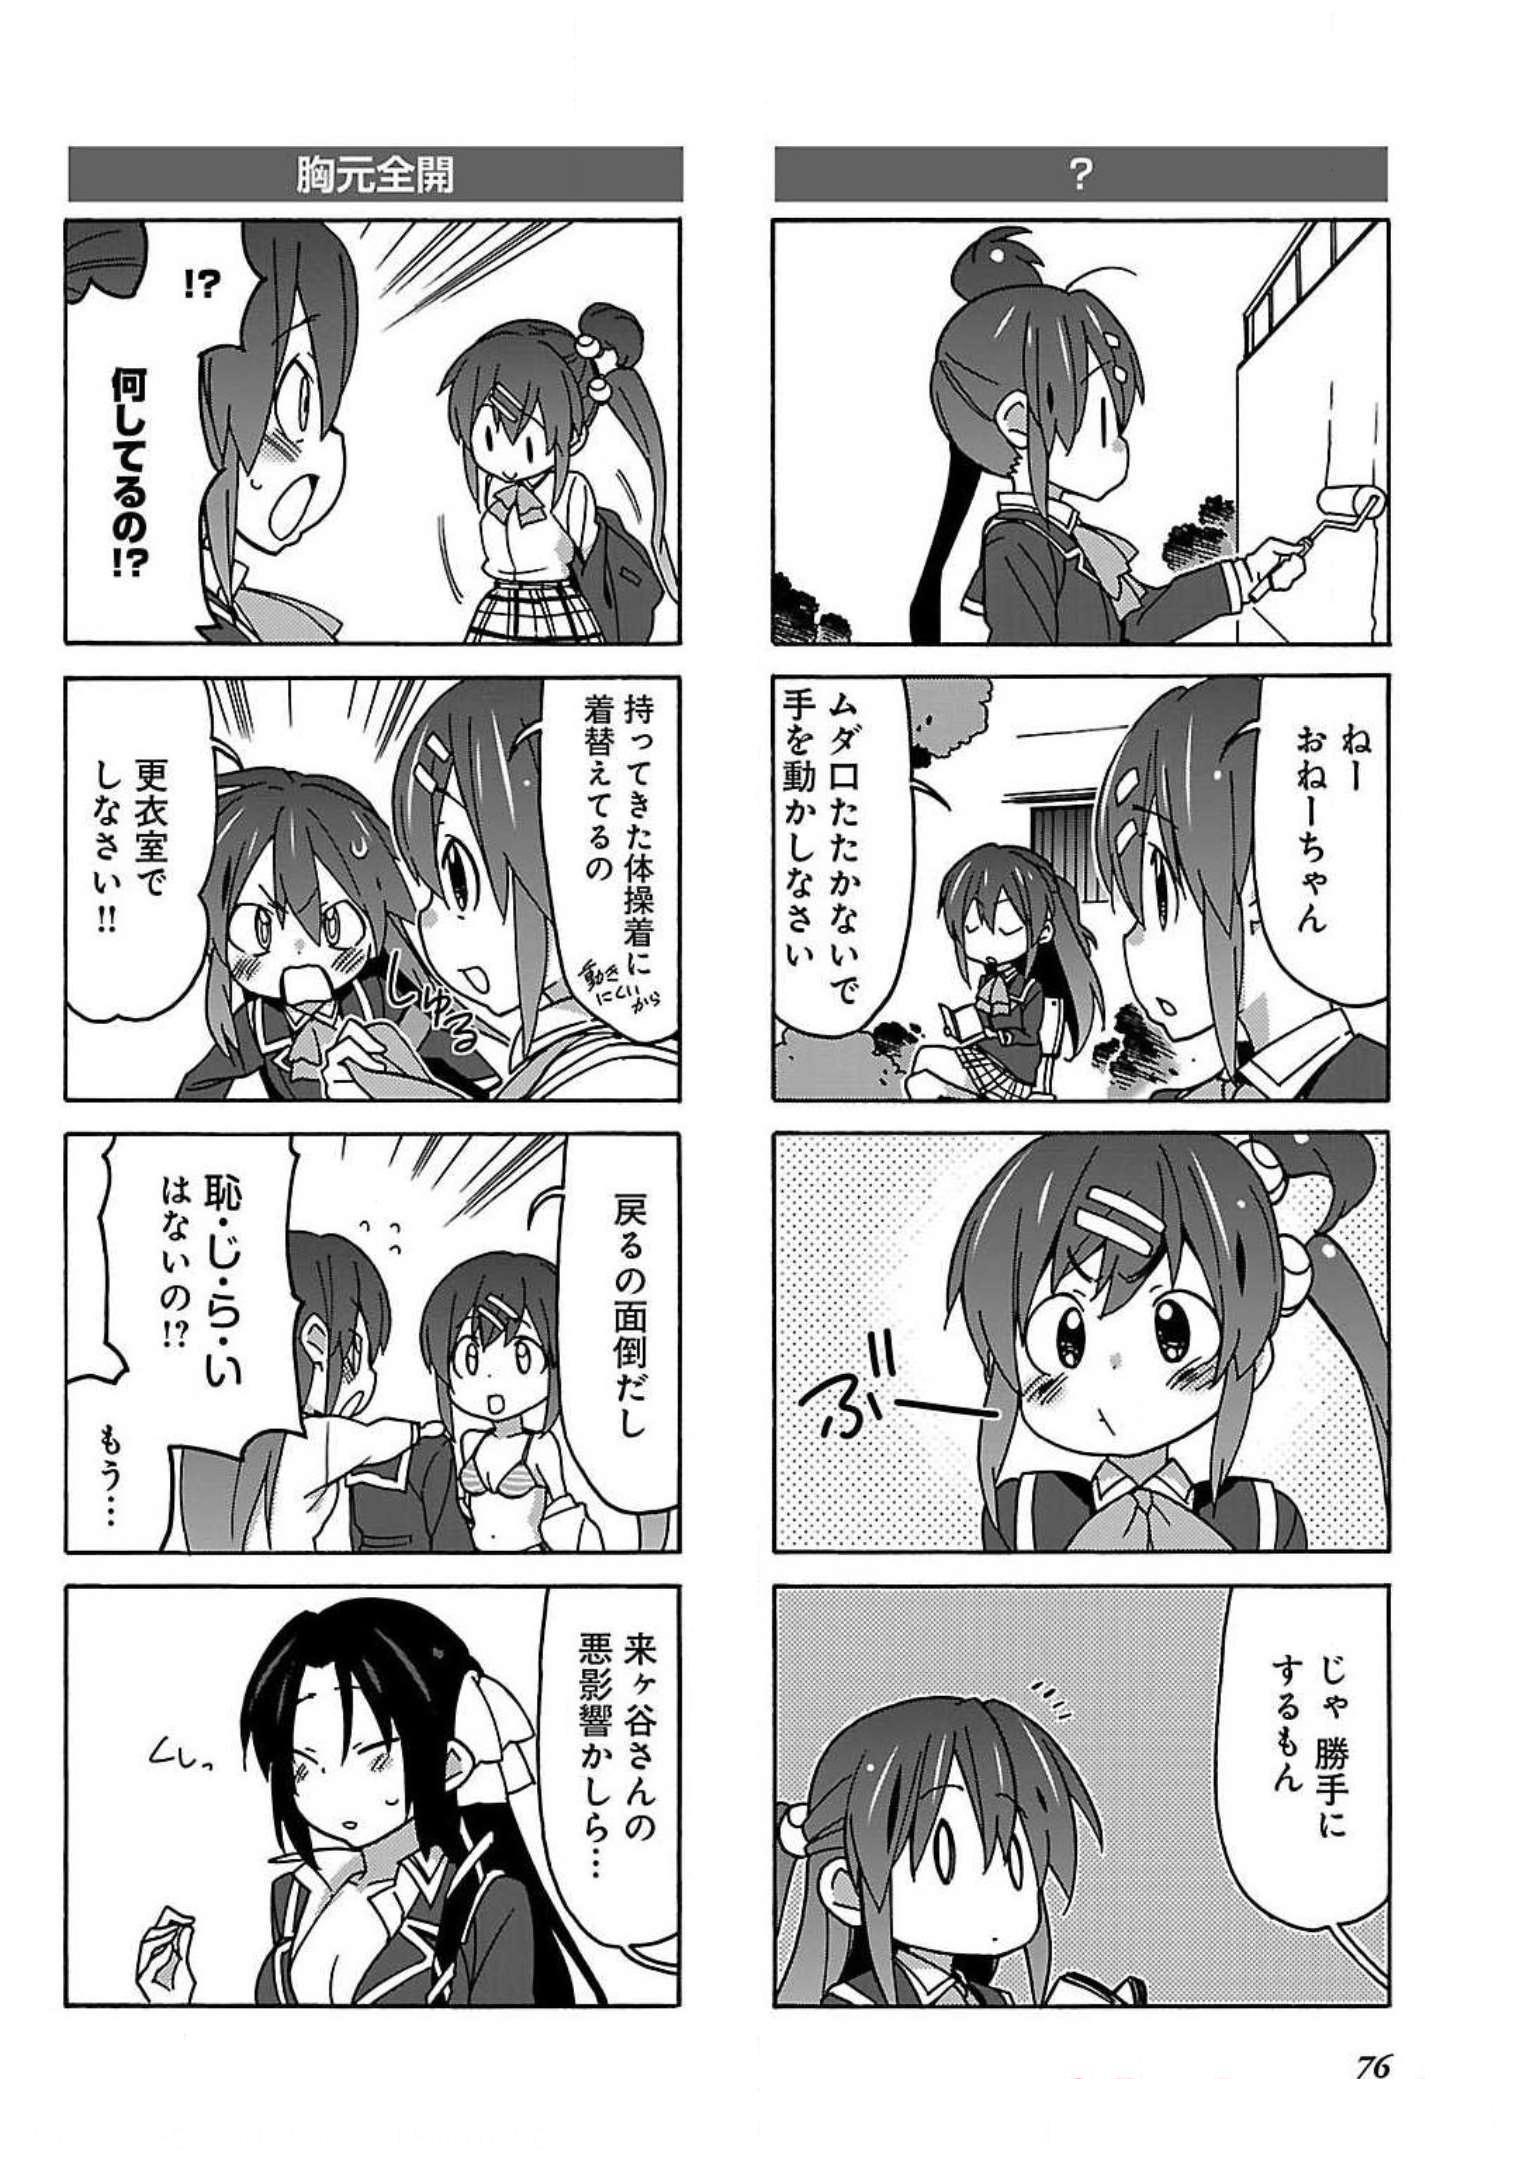 ?
ねー
おねーちゃん
ムダ口たたかないで
手を動かしなさい
ぶー
じゃ 勝手に
するもん
胸元全開
!?
何してるの!?
持ってきた体操着に
着替えてるの
動き
にくい
から
しゅる
更衣室で
しなさい!!
戻るの面倒だし
恥・じ・ら・い
はないの!?
もう…
来ヶ谷さんの
悪影響かしら…
くしっ
76